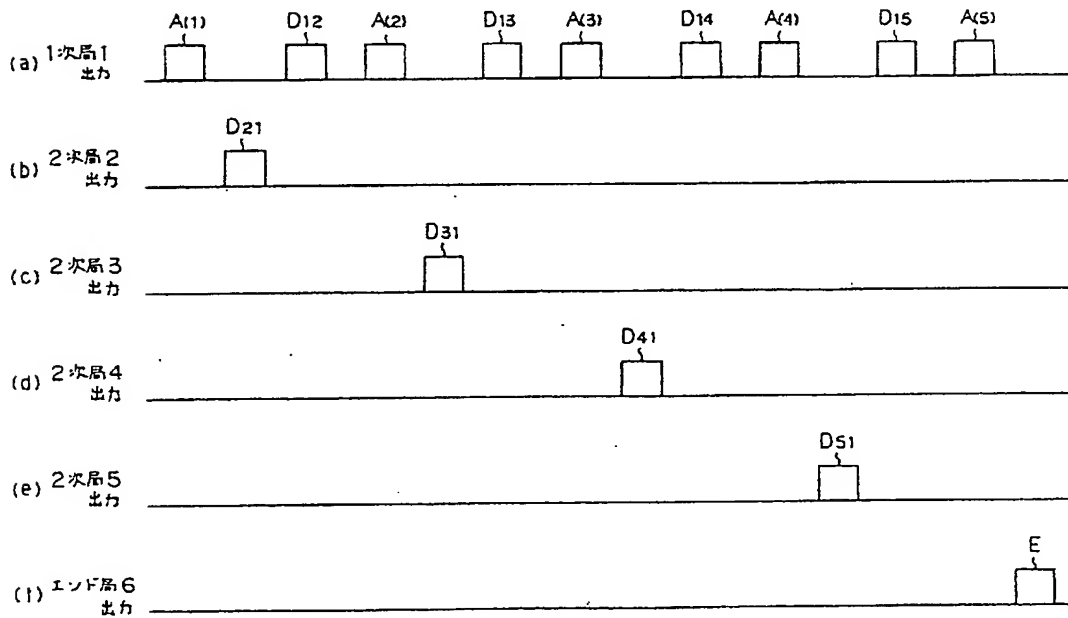 A(1) D12 A(2) D13 A(3) D14 A(4) D15 A(5)
(a) 1次局1
出力
D21
(b) 2次局2
出力
D31
(c) 2次局3
出力
D41
(d) 2次局4
出力
D51
(e) 2次局5
出力
E
(f) エンド局6
出力